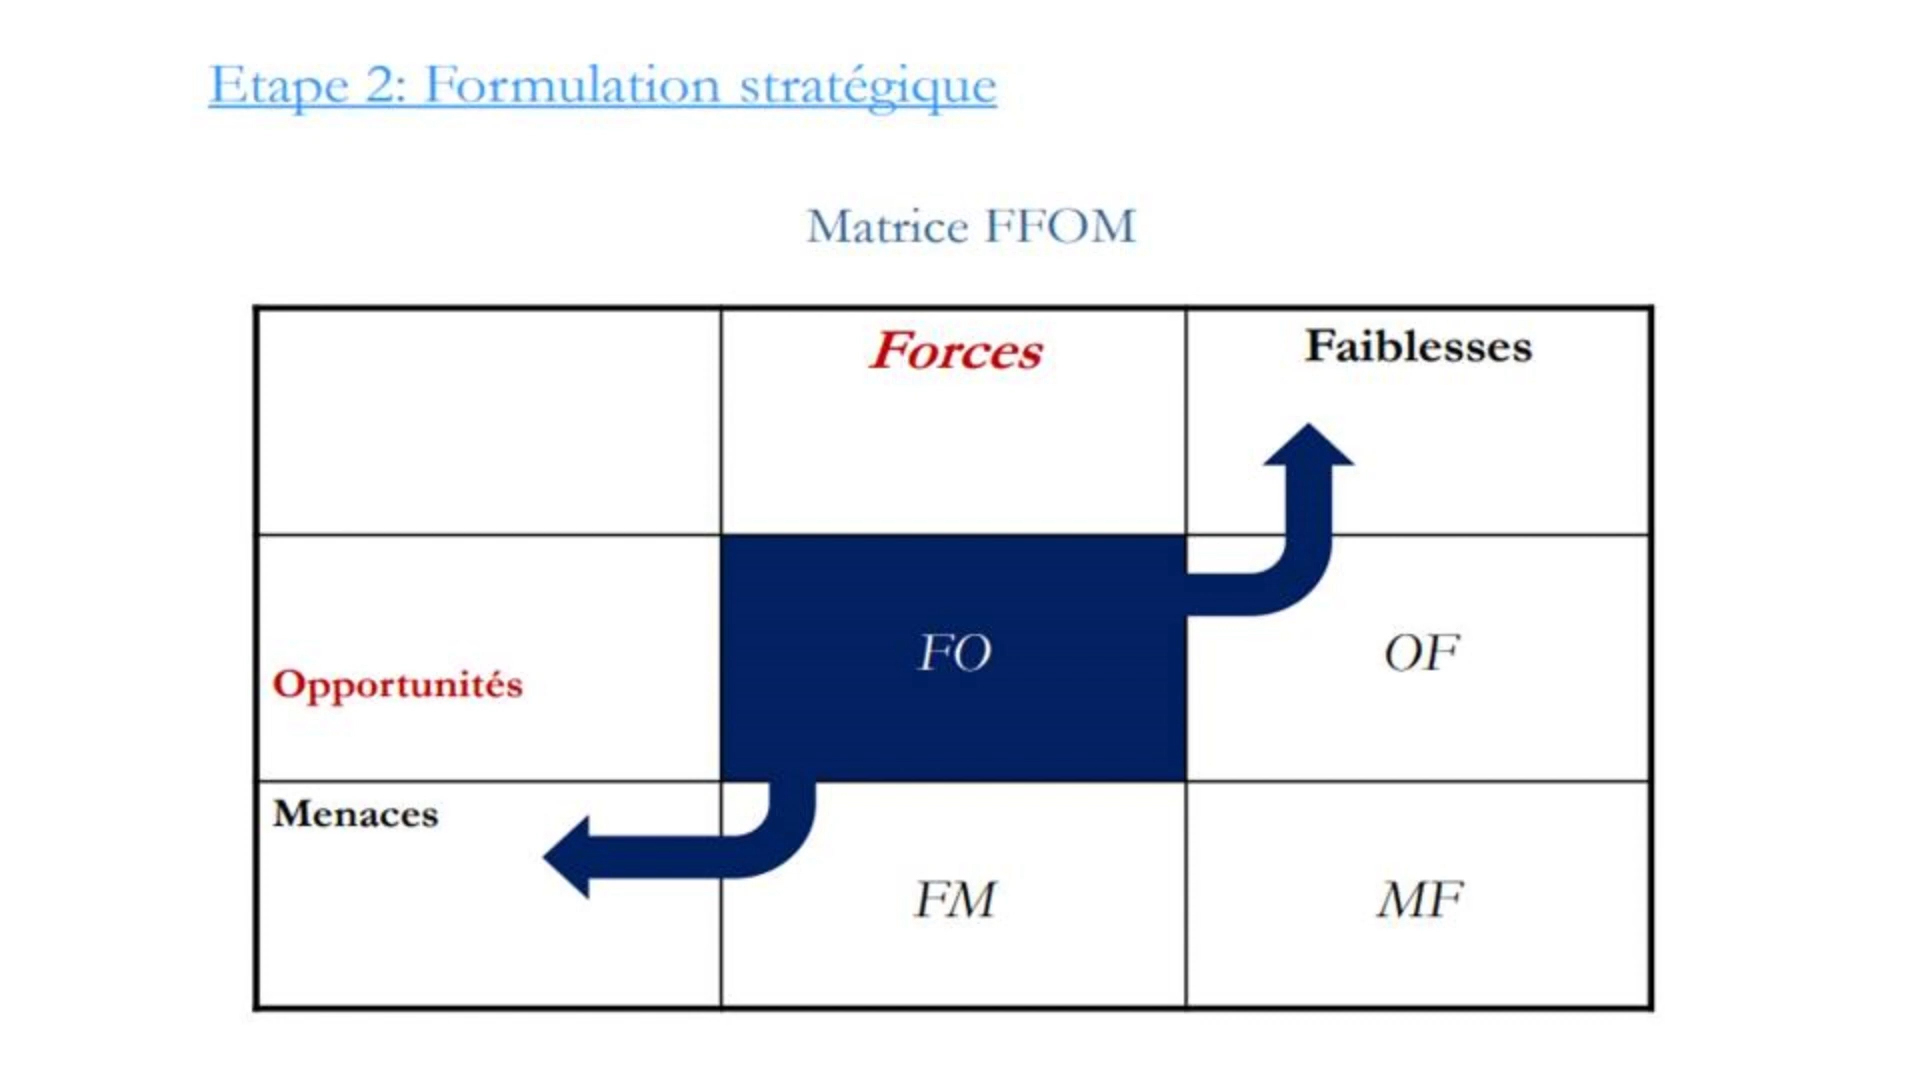 Etape 2: Formulation stratégique
Matrice FFOM
Forces
Faiblesses
Opportunités
FO
OF
Menaces
FM
MF